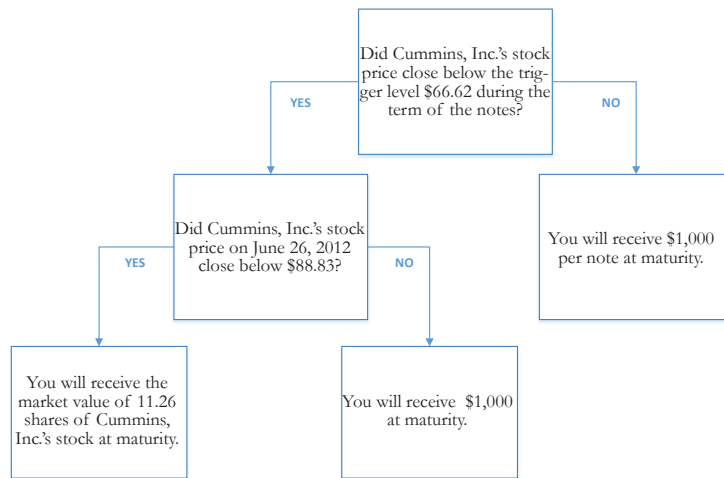 Did Cummins, Inc.'s stock
price close below the trig-
ger level $66.62 during the
term of the notes?
YES
NO
Did Cummins, Inc.'s stock
price on June 26, 2012
close below $88.83?
You will receive $1,000
per note at maturity.
YES
NO
You will receive the
market value of 11.26
shares of Cummins,
Inc.'s stock at maturity.
You will receive $1,000
at maturity.